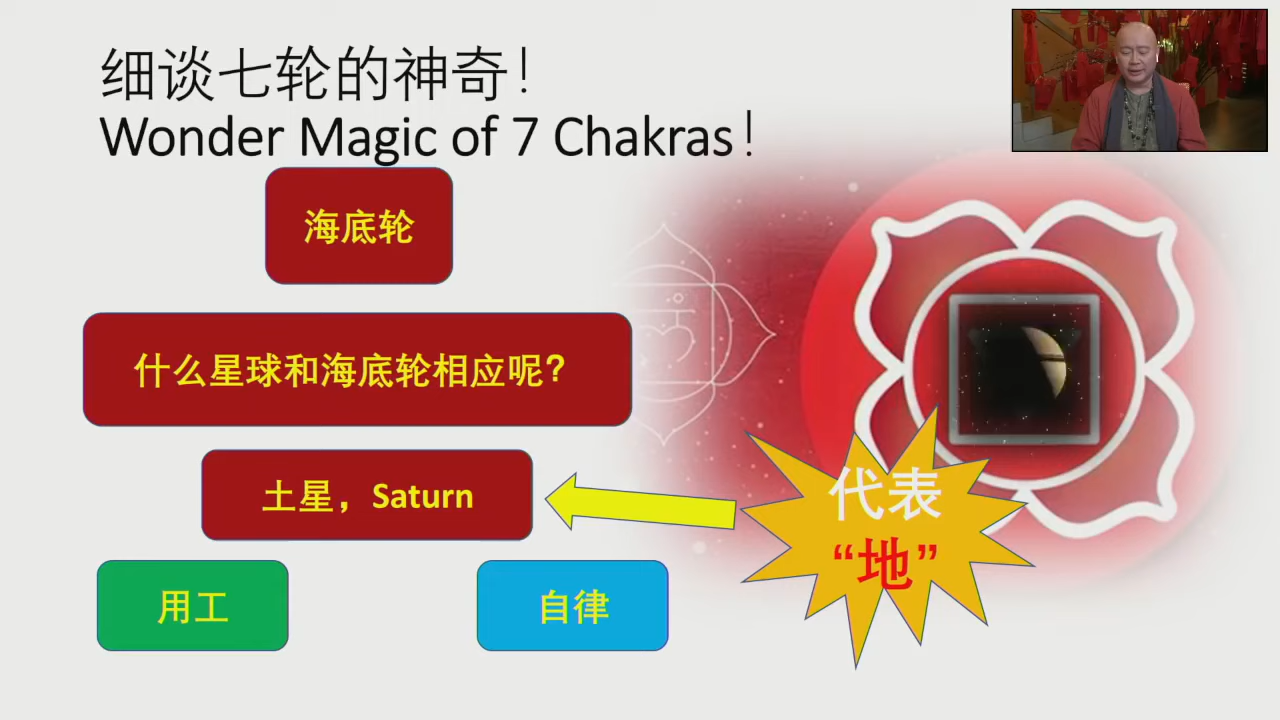 细谈七轮的神奇！
Wonder Magic of 7 Chakras！
海底轮
什么星球和海底轮相应呢？
土星，Saturn
代表
“地”
用工
自律